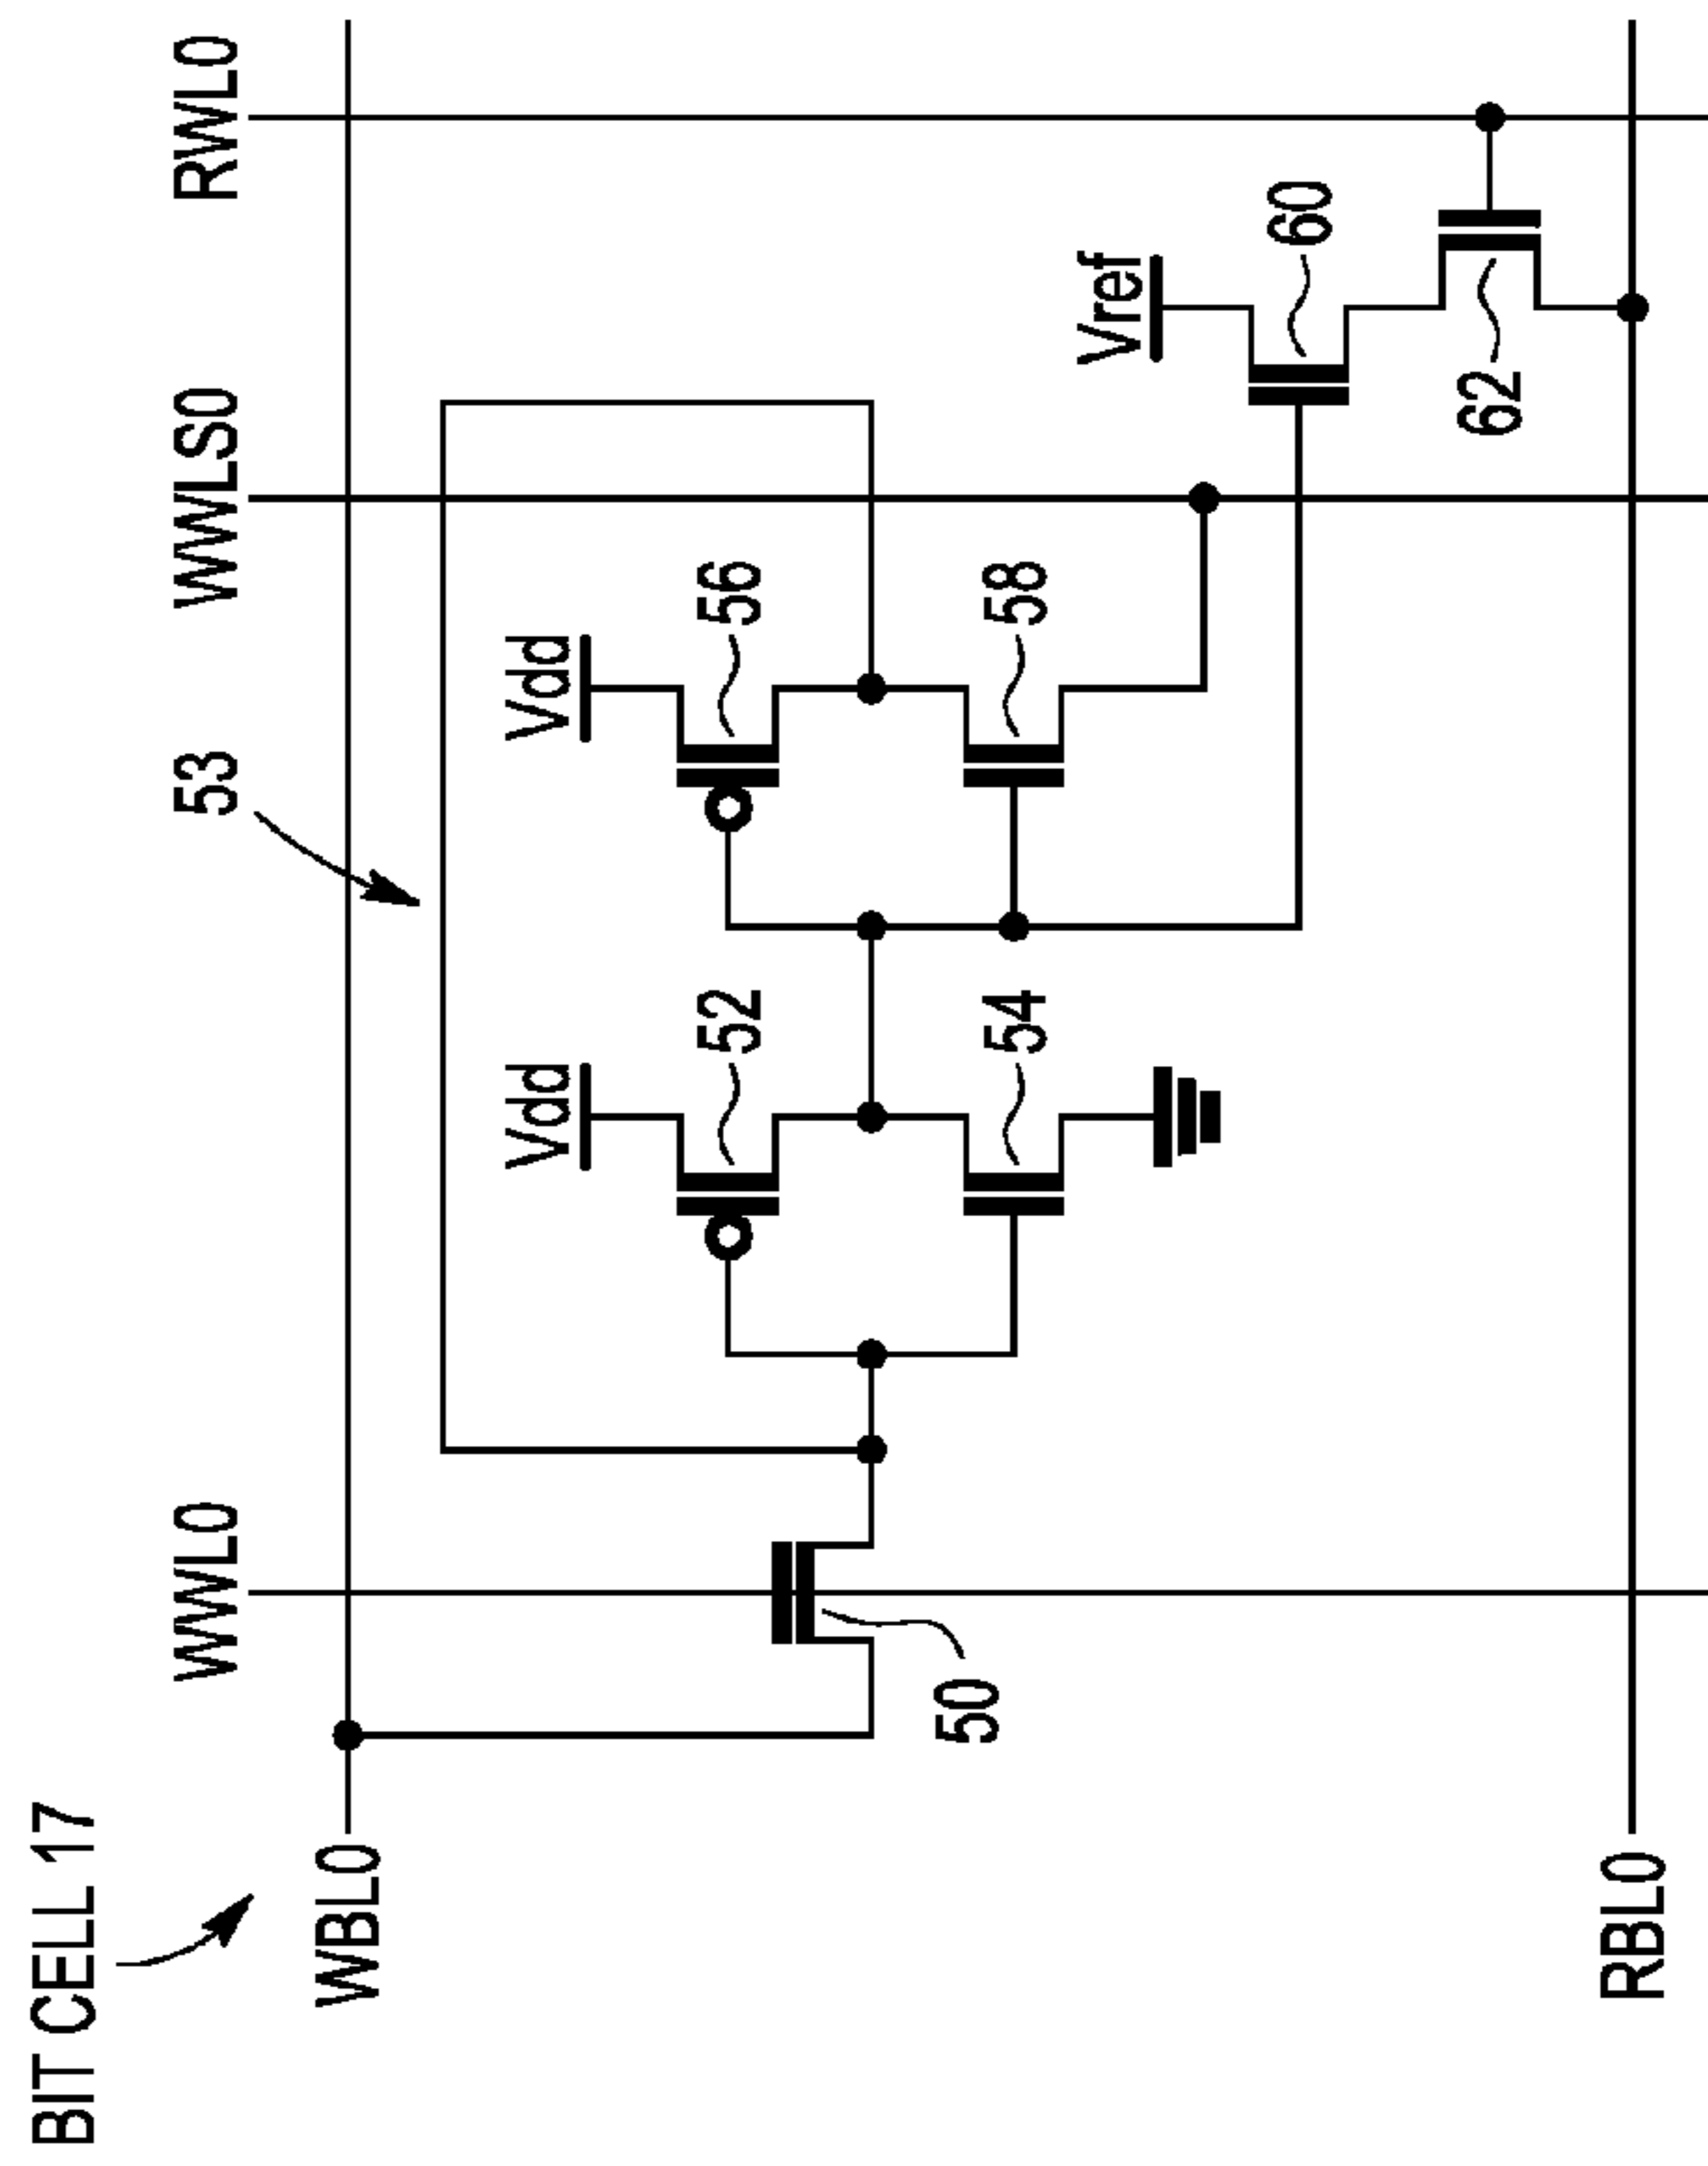 BIT CELL 17
WWL0
53
WWLS0
RWL0
WBL0
Vdd
Vdd
52
56
50
54
58
Vref
60
62
RBL0